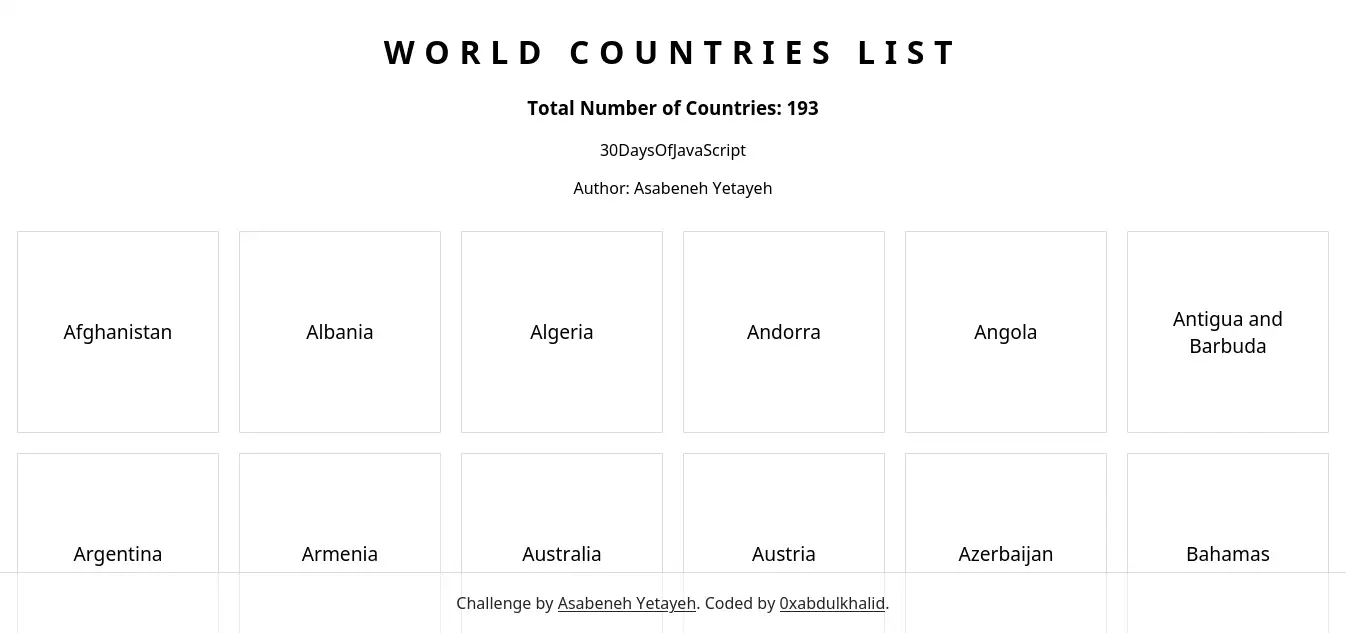 WORLD COUNTRIES LIST
Total Number of Countries: 193
30DaysOfJavaScript
Author: Asabeneh Yetayeh
Afghanistan
Albania
Algeria
Andorra
Angola
Antigua and
Barbuda
Argentina
Armenia
Australia
Austria
Azerbaijan
Bahamas
Challenge by Asabeneh Yetayeh. Coded by 0xabdulkhalid.